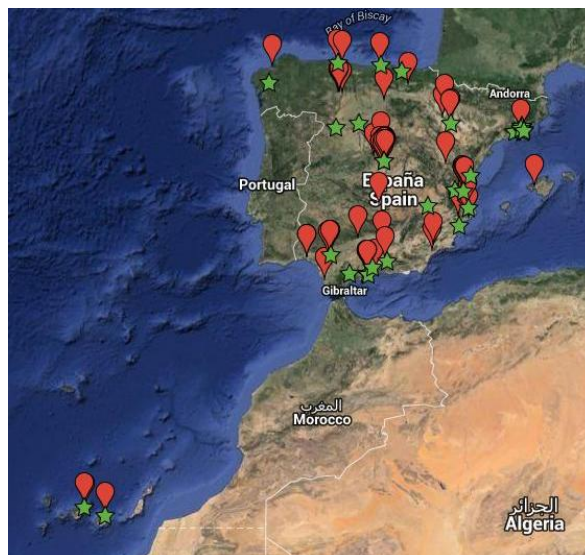 Bay of Biscay
Andorra
Portugal
España
Spain
Gibraltar
المغرب
Morocco
الجزائر
Algeria